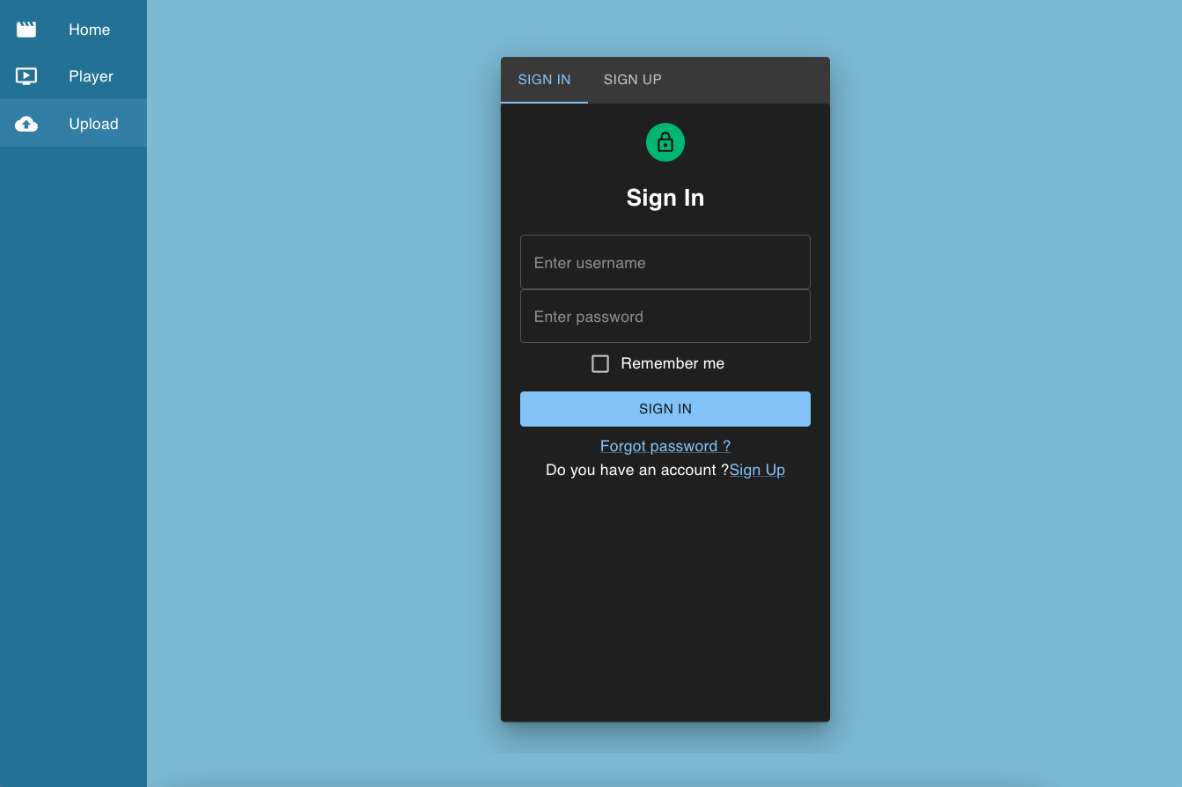 Home
Player
Upload
SIGN IN SIGN UP
Sign In
Enter username
Enter password
Remember me
SIGN IN
Forgot password ?
Do you have an account ?Sign Up